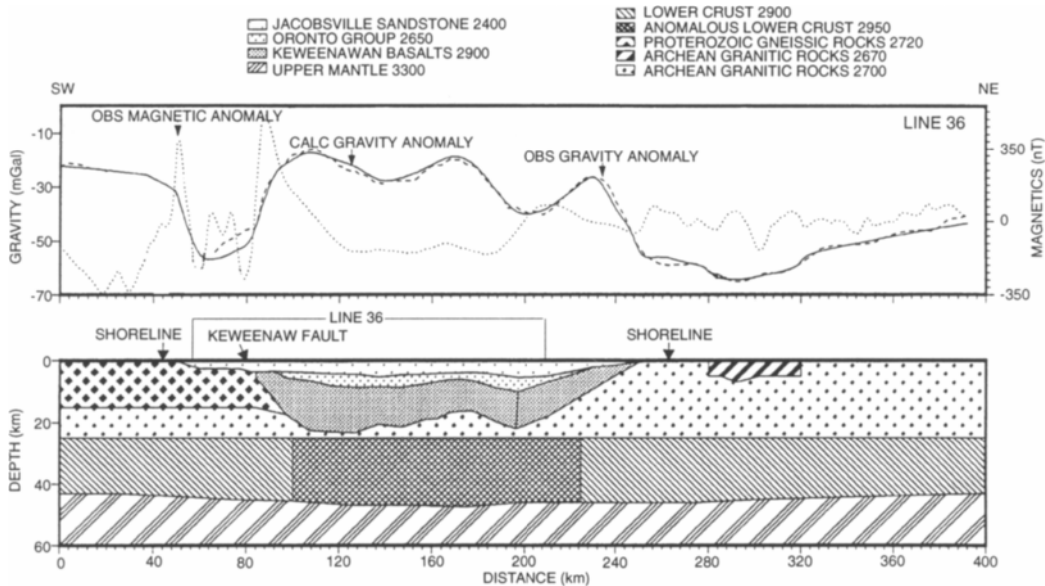 JACOBSVILLE SANDSTONE 2400
ORONTO GROUP 2650
KEWEENAWAN BASALTS 2900
UPPER MANTLE 3300
LOWER CRUST 2900
ANOMALOUS LOWER CRUST 2950
PROTEROZOIC GNEISSIC ROCKS 2720
ARCHEAN GRANITIC ROCKS 2670
ARCHEAN GRANITIC ROCKS 2700
SW
NE
OBS MAGNETIC ANOMALY
LINE 36
CALC GRAVITY ANOMALY
OBS GRAVITY ANOMALY
GRAVITY (mGal)
-10
-30
-50
-70
350
0
-350
MAGNETICS (nT)
LINE 36
SHORELINE
KEWEENAW FAULT
SHORELINE
DEPTH (km)
0
20
40
60
0 40 80 120 160 200 240 280 320 360 400
DISTANCE (km)